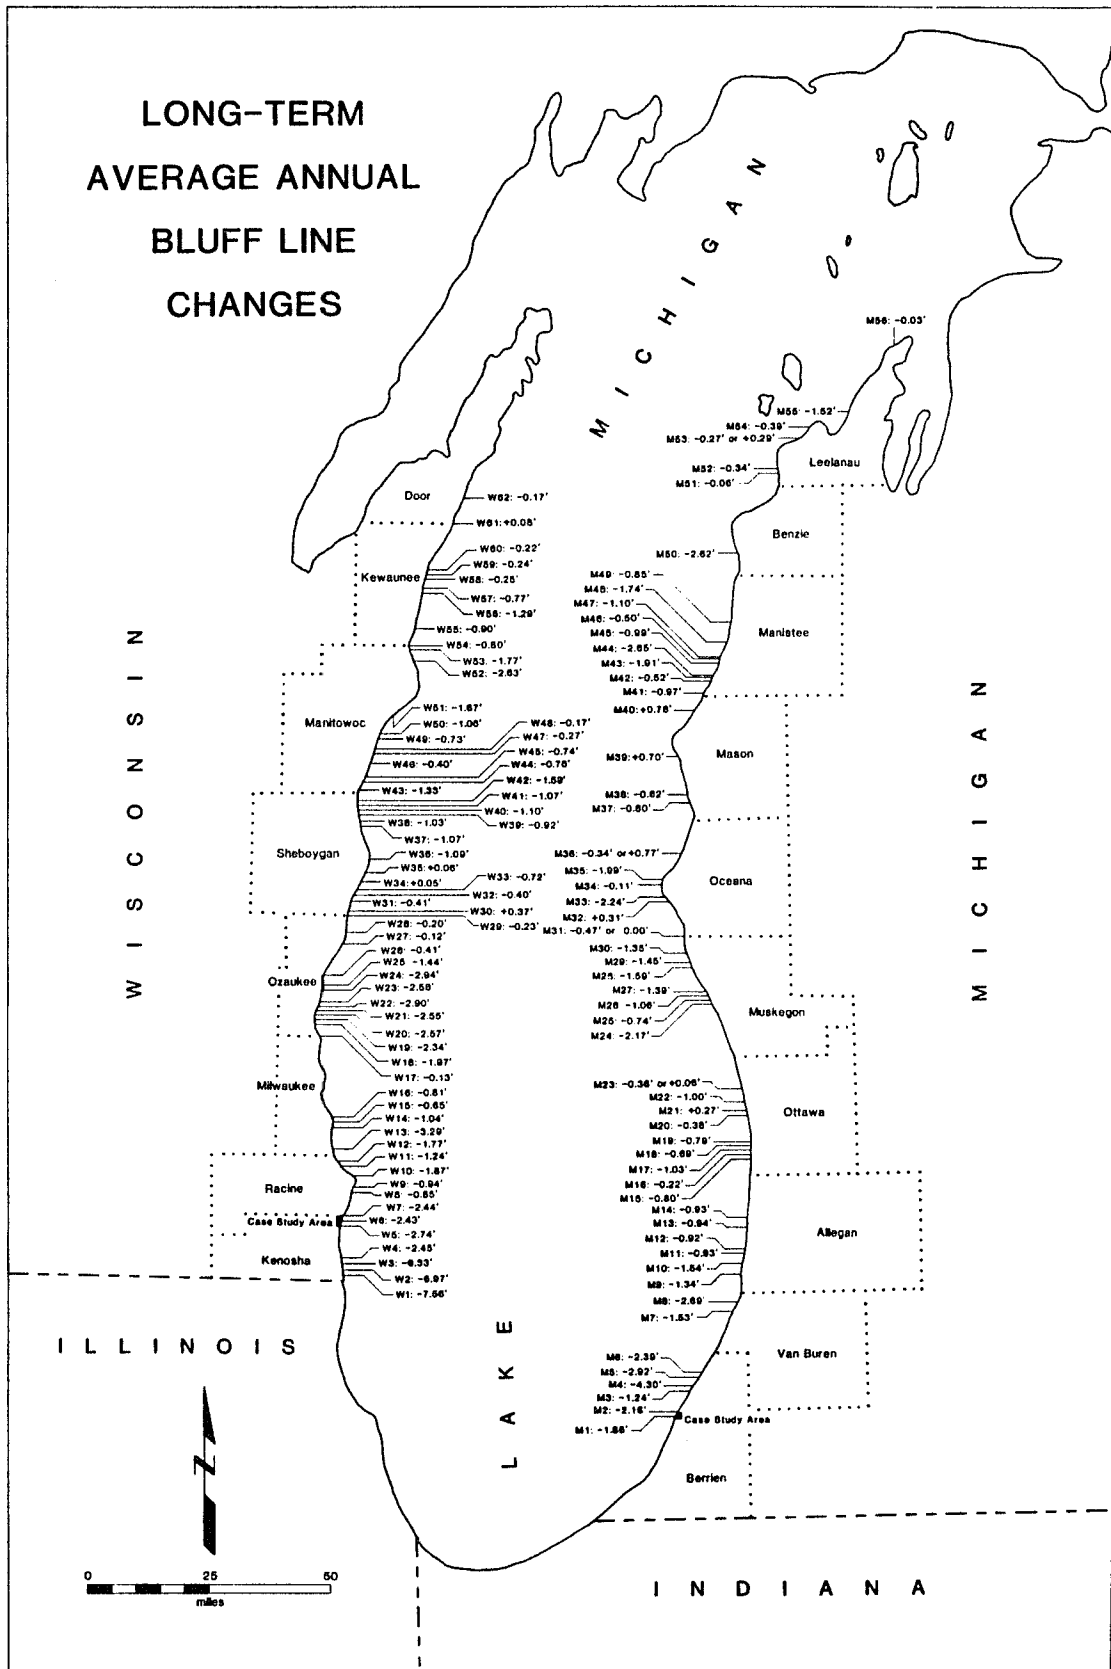 LONG-TERM
AVERAGE ANNUAL
BLUFF LINE
CHANGES
LAKE MICHIGAN
WISCONSIN
MICHIGAN
ILLINOIS
INDIANA
Door
Kewaunee
Manitowoc
Sheboygan
Ozaukee
Milwaukee
Racine
Case Study Area
Kenosha
W62: -0.17'
W61: +0.08'
W60: -0.22'
W59: -0.24'
W58: -0.25'
W57: -0.77'
W56: -1.29'
W55: -0.90'
W54: -0.80'
W53: -1.77'
W52: -2.63'
W51: -1.67'
W50: -1.06'
W49: -0.73'
W48: -0.17'
W47: -0.27'
W46: -0.40'
W45: -0.74'
W44: -0.76'
W43: -1.33'
W42: -1.59'
W41: -1.07'
W40: -1.10'
W39: -0.92'
W38: -1.03'
W37: -1.07'
W36: -1.09'
W35: +0.06'
W34: +0.05'
W33: -0.72'
W32: -0.40'
W31: -0.41'
W30: +0.37'
W29: -0.23'
W28: -0.20'
W27: -0.12'
W26: -0.41'
W25: -1.44'
W24: -2.94'
W23: -2.58'
W22: -2.90'
W21: -2.55'
W20: -2.57'
W19: -2.34'
W18: -1.97'
W17: -0.13'
W16: -0.81'
W15: -0.65'
W14: -1.04'
W13: -3.29'
W12: -1.77'
W11: -1.24'
W10: -1.87'
W9: -0.94'
W8: -0.85'
W7: -2.44'
W6: -2.43'
W5: -2.74'
W4: -2.45'
W3: -6.33'
W2: -6.97'
W1: -7.56'
M56: -0.03'
M55: -1.52'
M54: -0.39'
M53: -0.27' or +0.29'
M52: -0.34'
M51: -0.06'
M50: -2.62'
M49: -0.85'
M48: -1.74'
M47: -1.10'
M46: -0.50'
M45: -0.99'
M44: -2.65'
M43: -1.91'
M42: -0.52'
M41: -0.97'
M40: +0.76'
M39: +0.70'
M38: -0.62'
M37: -0.60'
M36: -0.34' or +0.77'
M35: -1.99'
M34: -0.11'
M33: -2.24'
M32: +0.31'
M31: -0.47' or 0.00'
M30: -1.35'
M29: -1.45'
M25: -1.59'
M27: -1.39'
M26: -1.06'
M25: -0.74'
M24: -2.17'
M23: -0.36' or +0.06'
M22: -1.00'
M21: +0.27'
M20: -0.38'
M19: -0.79'
M18: -0.69'
M17: -1.03'
M16: -0.22'
M15: -0.80'
M14: -0.93'
M13: -0.94'
M12: -0.92'
M11: -0.93'
M10: -1.54'
M9: -1.34'
M8: -2.69'
M7: -1.53'
M6: -2.39'
M5: -2.92'
M4: -4.30'
M3: -1.24'
M2: -2.16'
M1: -1.86'
Leelanau
Benzie
Manistee
Mason
Oceana
Muskegon
Ottawa
Allegan
Van Buren
Case Study Area
Berrien
N
0 25 50
miles